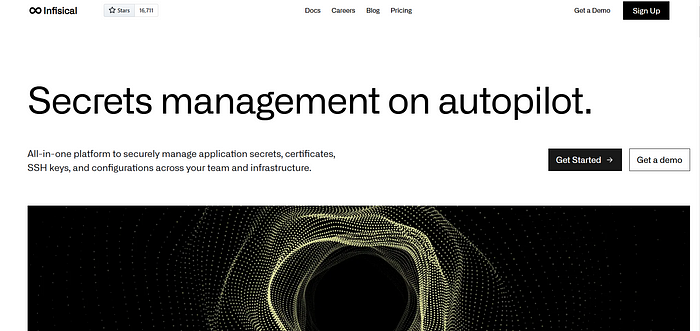 Infisical
Stars 16,711
Docs Careers Blog Pricing
Get a Demo
Sign Up
Secrets management on autopilot.
All-in-one platform to securely manage application secrets, certificates,
SSH keys, and configurations across your team and infrastructure.
Get Started →
Get a demo